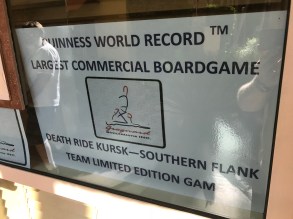 GUINNESS WORLD RECORD ™
LARGEST COMMERCIAL BOARDGAME
DEATH RIDE KURSK—SOUTHERN FLANK
TEAM LIMITED EDITION GAM